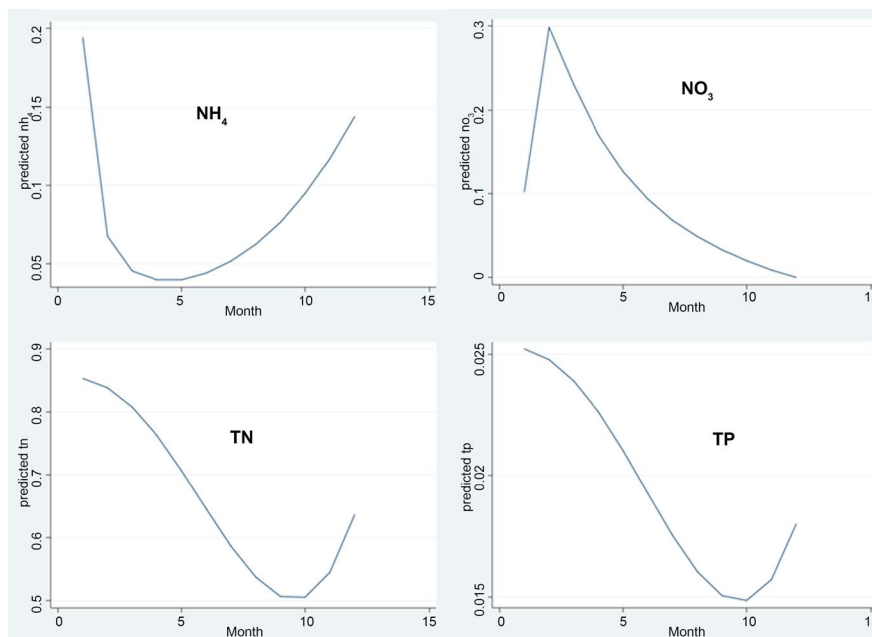 predicted nh4
0.2
0.15
0.1
0.05
NH4
0 5 10 15
Month
predicted no3
0.3
0.2
0.1
0
NO3
0 5 10
Month
predicted tn
0.9
0.8
0.7
0.6
0.5
TN
0 5 10 15
Month
predicted tp
0.025
0.02
0.015
TP
0 5 10
Month